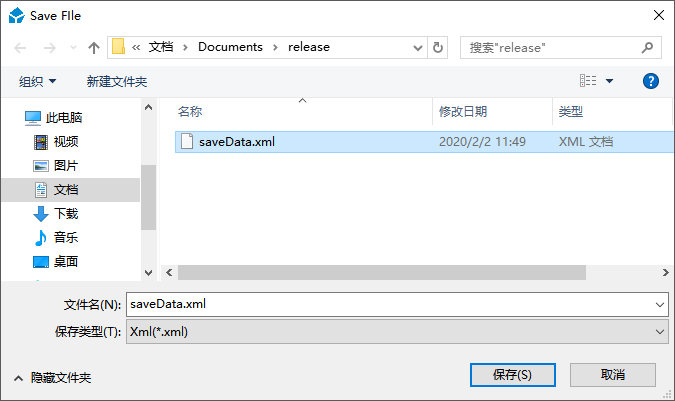 Save FIle
« 文档 Documents release
搜索"release"
组织 新建文件夹
名称 修改日期 类型
此电脑
视频
图片
文档
下载
音乐
桌面
saveData.xml 2020/2/2 11:49 XML 文档
文件名(N): saveData.xml
保存类型(T): Xml(*.xml)
隐藏文件夹 保存(S) 取消